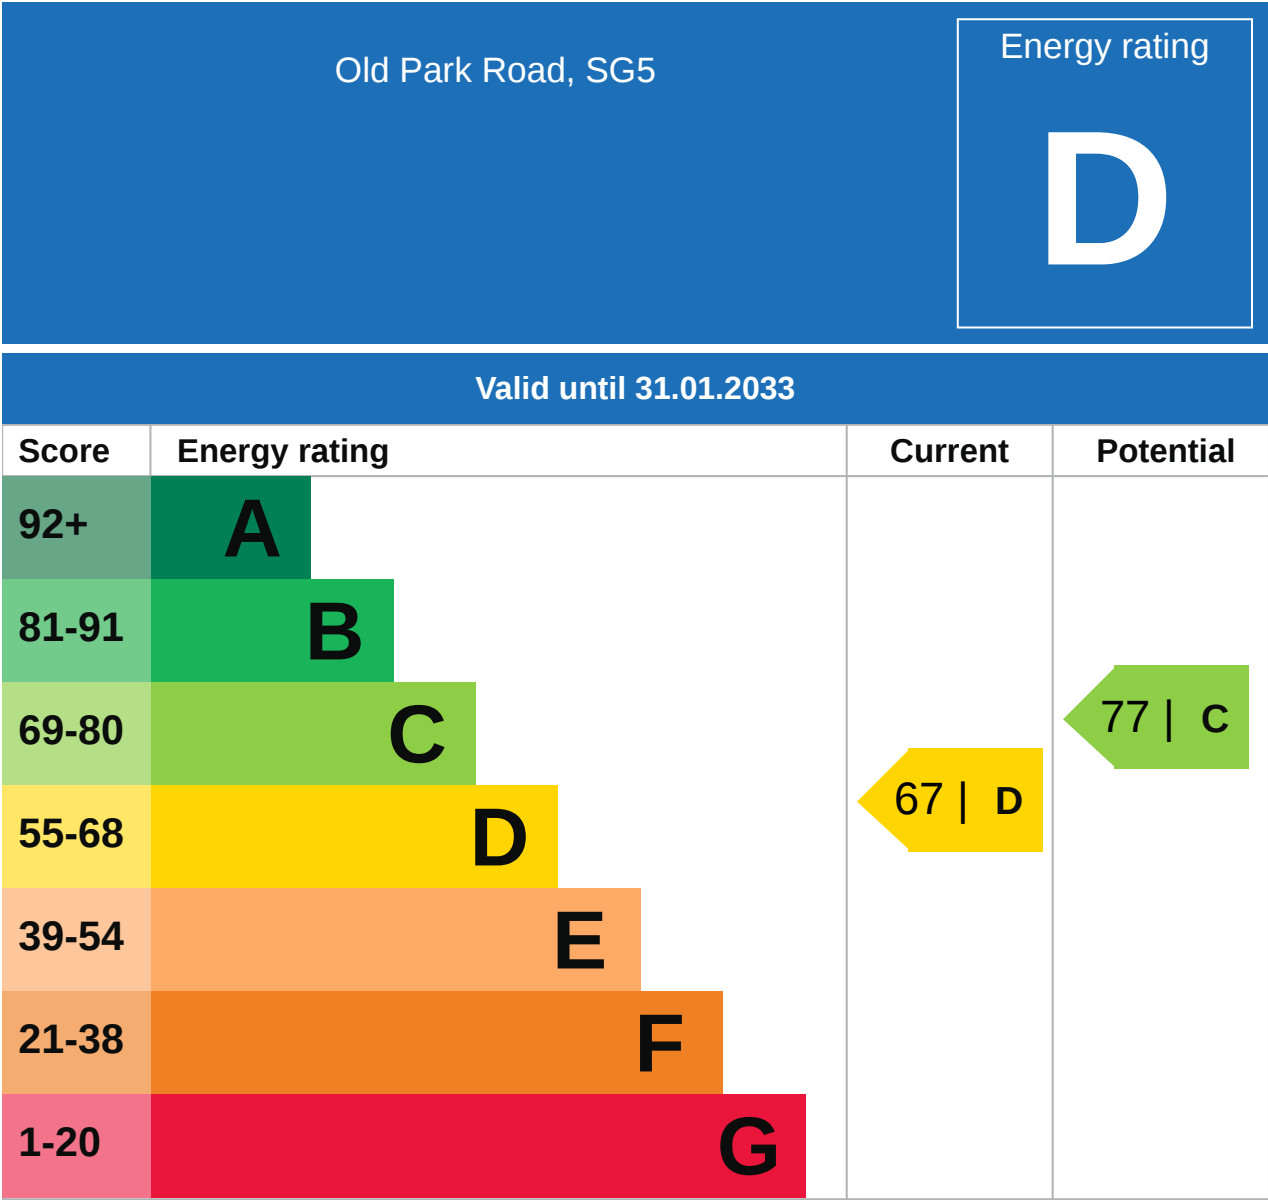 Old Park Road, SG5
Energy rating
D
Valid until 31.01.2033
Score Energy rating Current Potential
92+ A
81-91 B
69-80 C
77 | C
55-68 D
67 | D
39-54 E
21-38 F
1-20 G